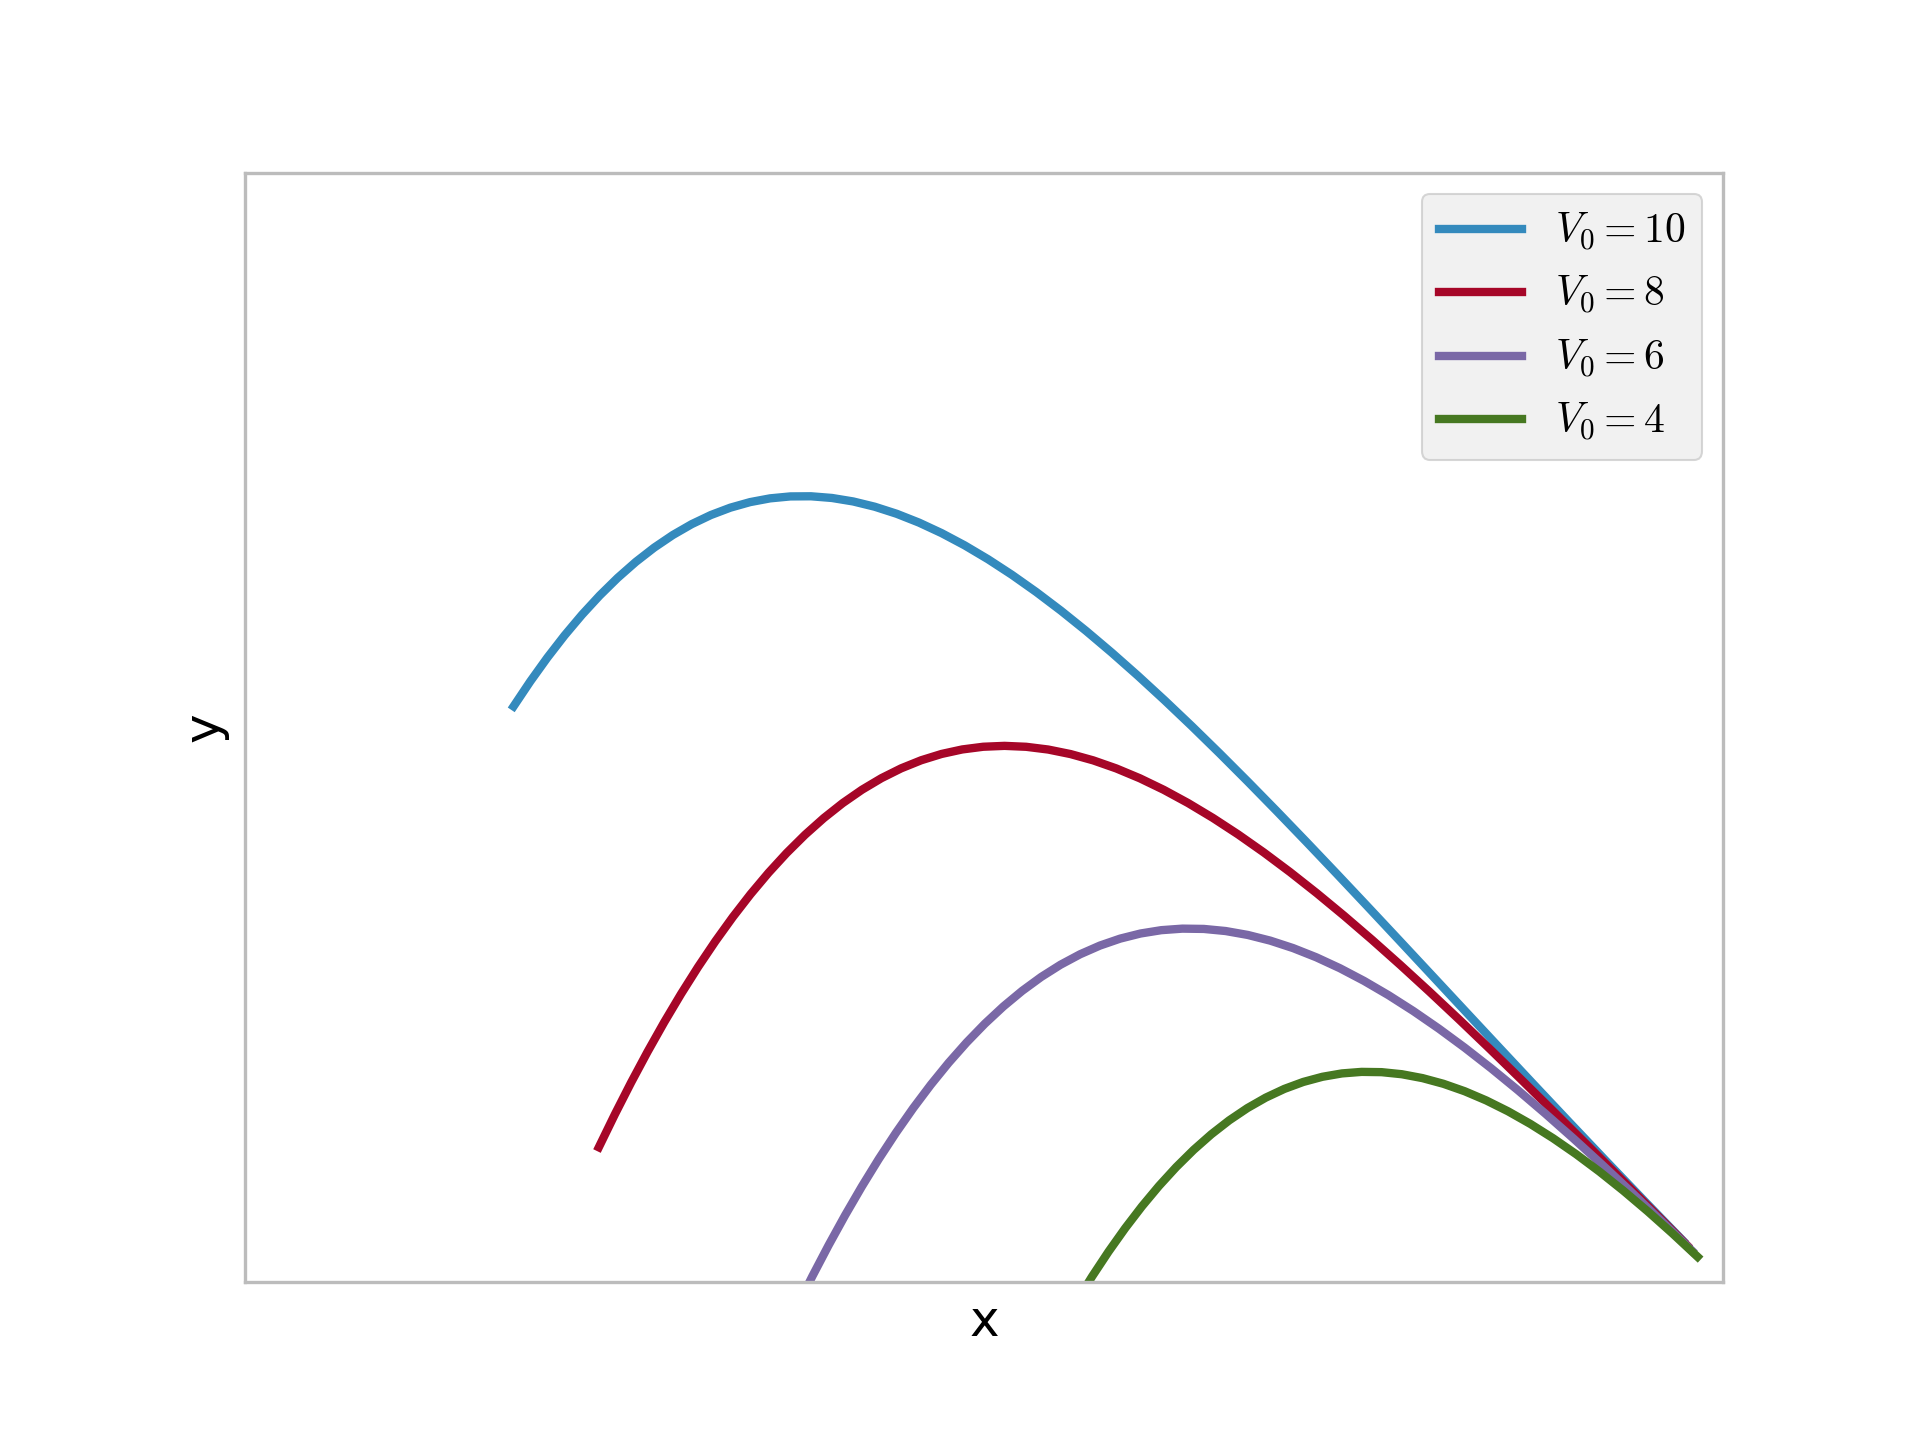 V₀ = 10
V₀ = 8
V₀ = 6
V₀ = 4
y
x